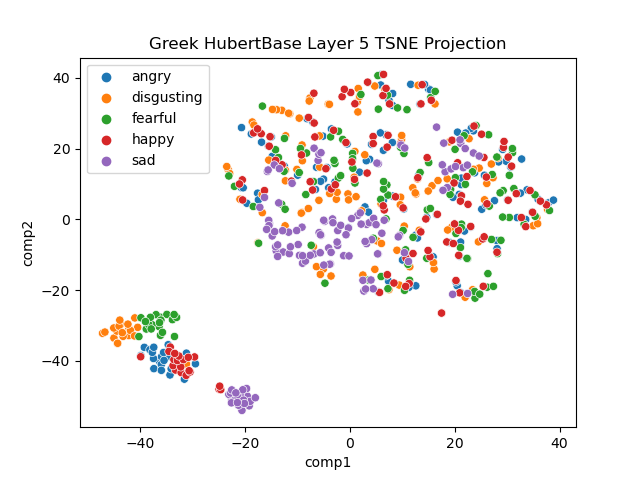 Greek HubertBase Layer 5 TSNE Projection
angry
disgusting
fearful
happy
sad
40
20
0
−20
−40
comp2
−40
−20
0
20
40
comp1